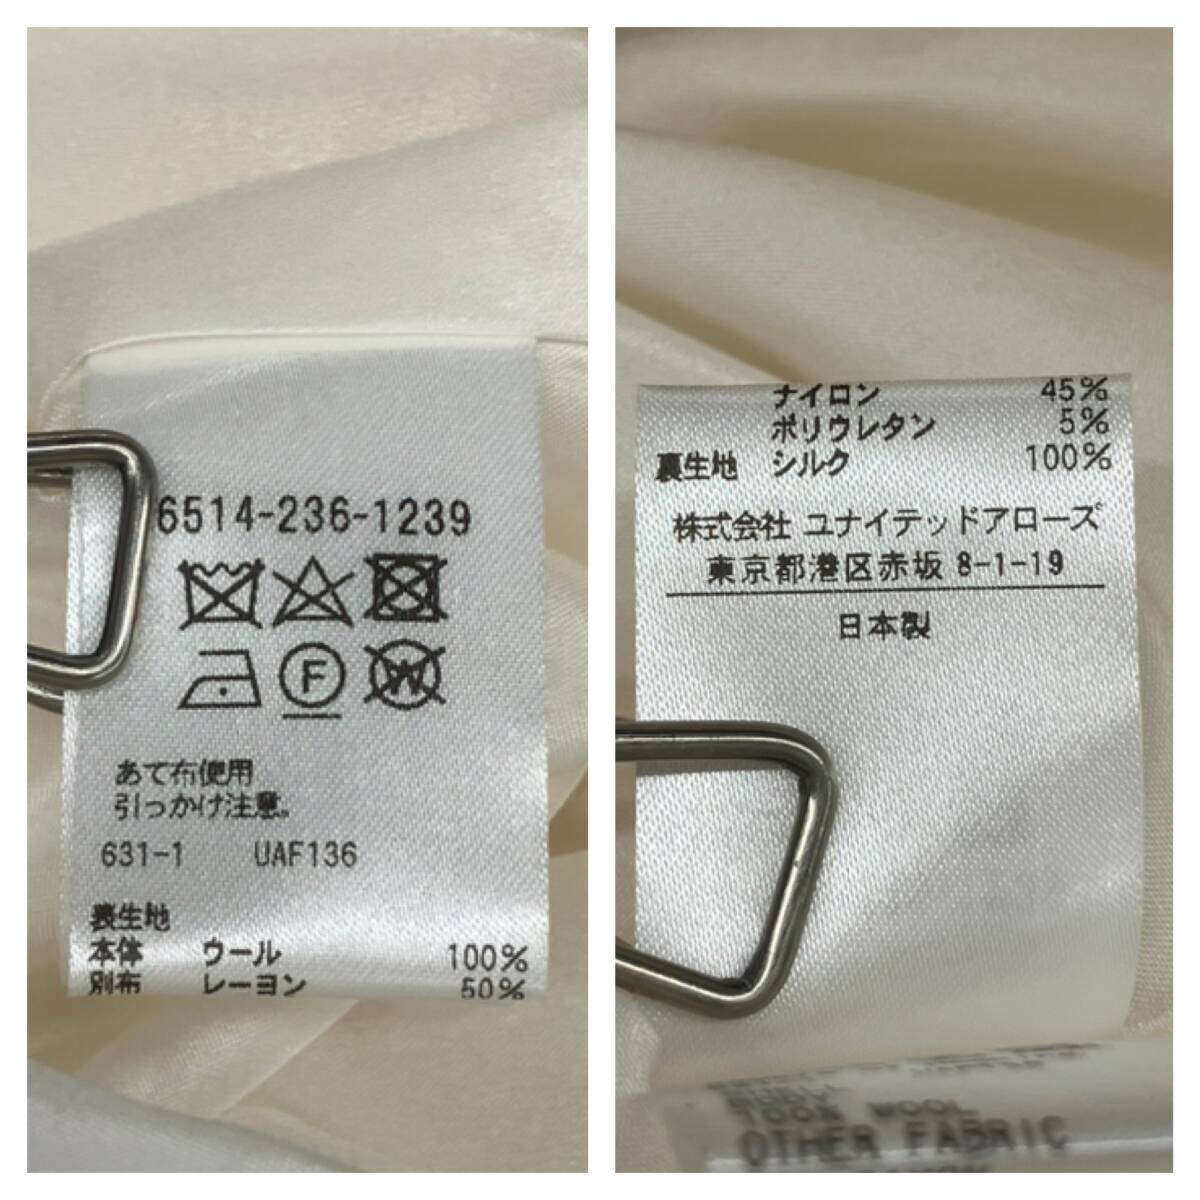 6514-236-1239
F
W
あて布使用
引っかけ注意。
631-1 UAF136
表生地
本体 ウール 100%
別布 レーヨン 50%
ナイロン 45%
ポリウレタン 5%
裏生地 シルク 100%
株式会社 ユナイテッドアローズ
東京都港区赤坂 8-1-19
日本製
100% WOOL
OTHER FABRIC